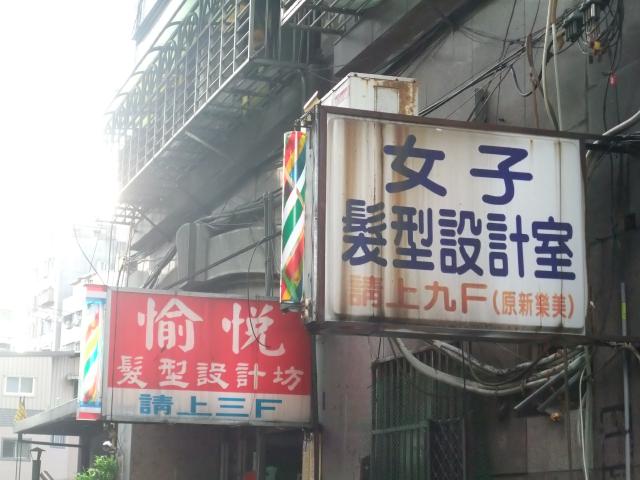 女子
髮型設計室
請上九F(原新樂美)
愉悅
髮型設計坊
請上三F